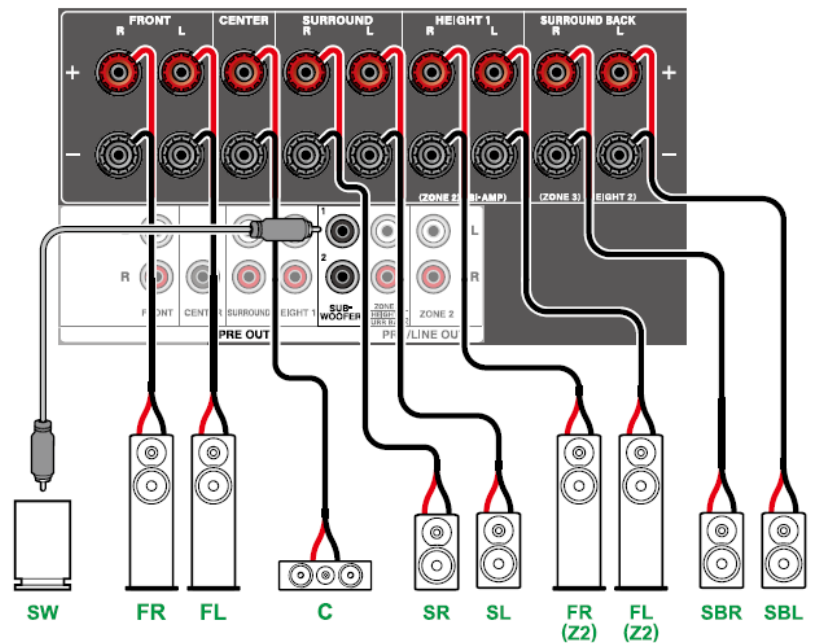 FRONT CENTER SURROUND HEIGHT 1 SURROUND BACK
R L R L R L R L
+ +
− −
(ZONE 2 BI-AMP) (ZONE 3) HEIGHT 2)
1
L
2
R R
FRONT CENTER SURROUND EIGHT 1 SUB-WOOFER ZONE 2
PRE OUT /LINE OUT
SW FR FL C SR SL FR (Z2) FL (Z2) SBR SBL